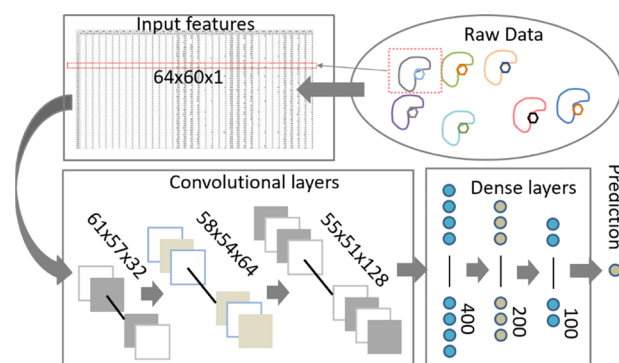 Input features
64x60x1
Raw Data
Convolutional layers
61x57x32
58x54x64
55x51x128
Dense layers
400
200
100
Prediction